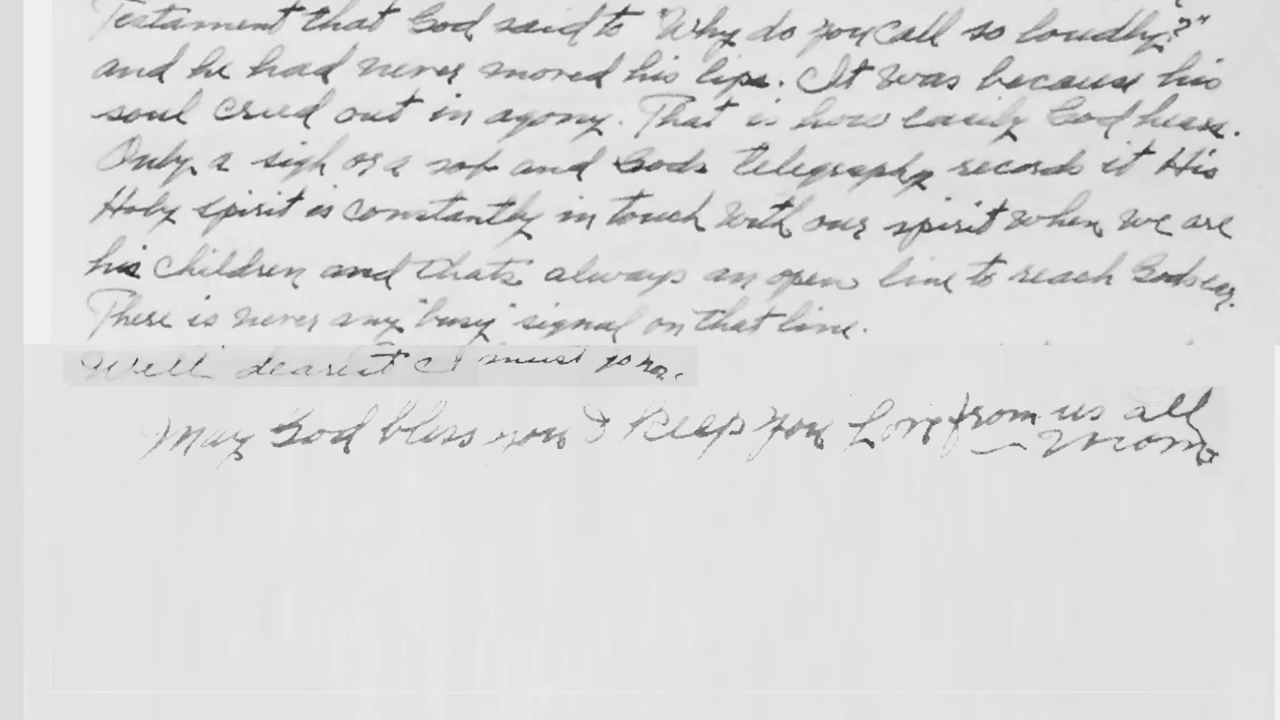 Testament that God said to "Why do you call so loudly?"
and he had never moved his lips. It was because his
soul cried out in agony. That is how easily God hears.
Only a sigh or a sob and Gods telegraph records it His
Holy spirit is constantly in touch with our spirit when we are
his children and thats always an open line to reach Gods ear.
There is never any "busy" signal on that line.
Well dearest I must go now.
May God bless you & keep you Love from us all
— Mom